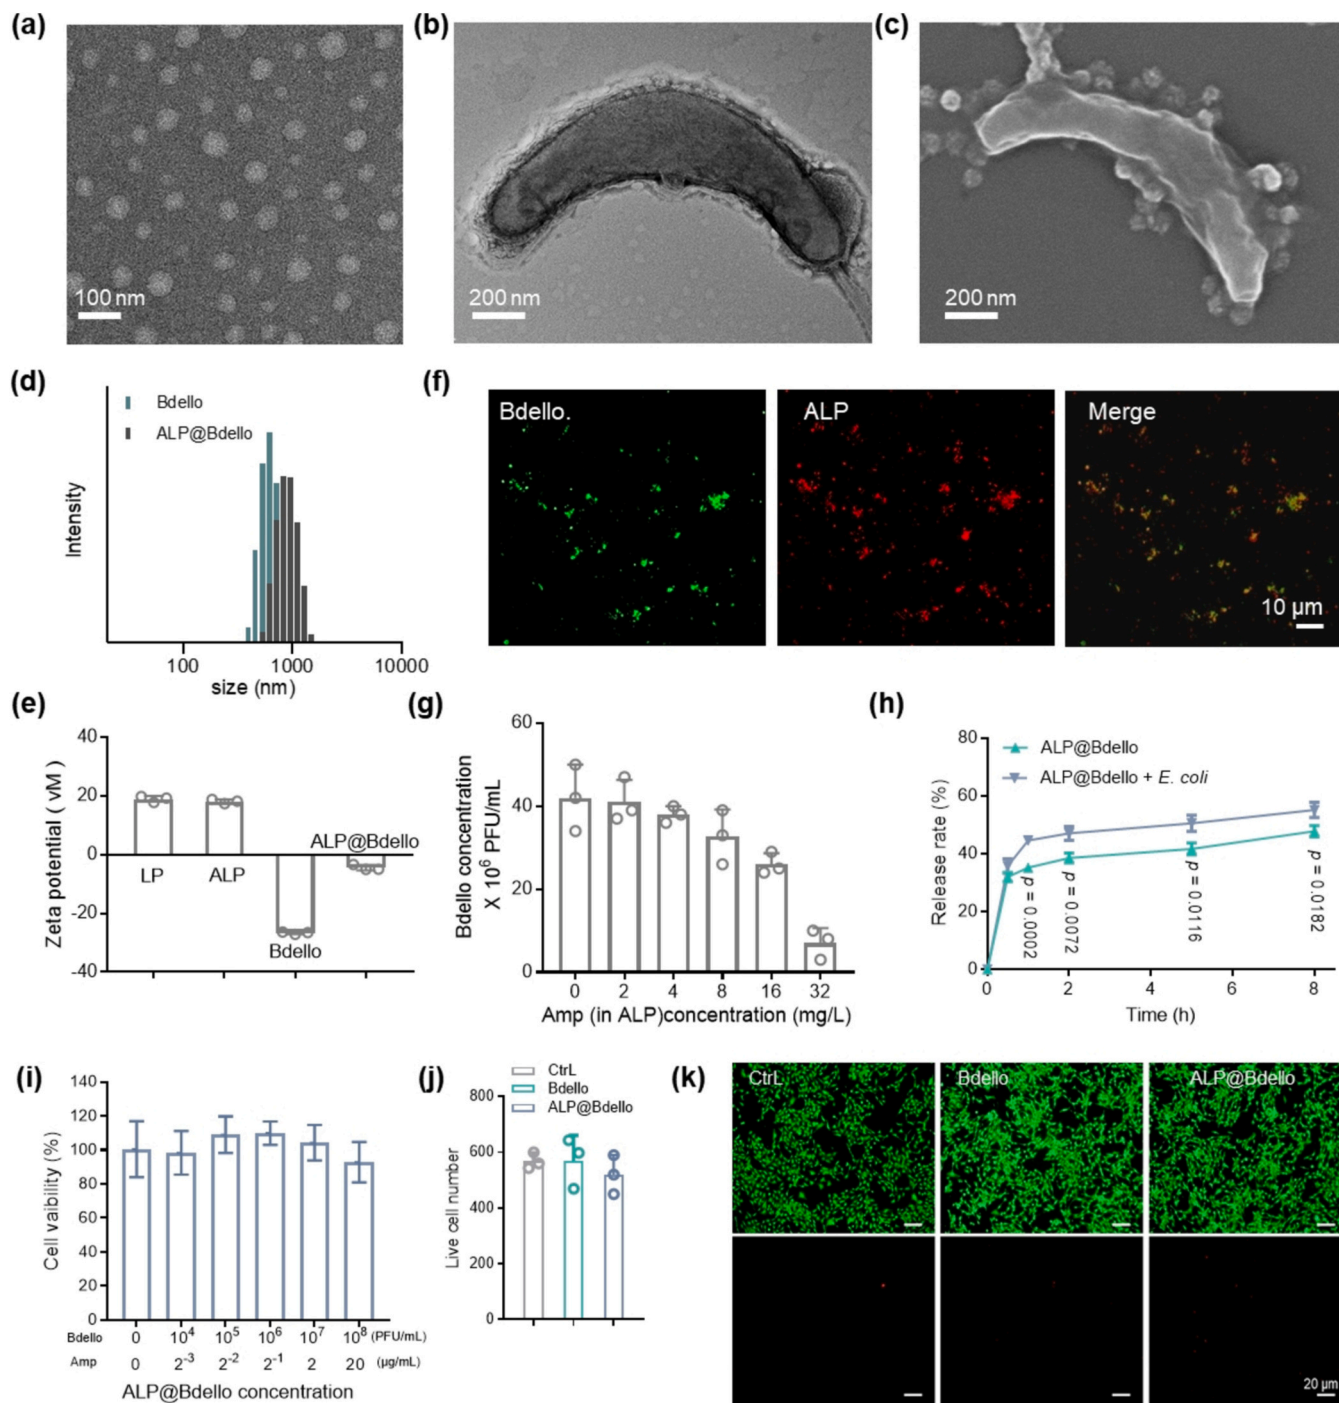 (a)
100 nm
(b)
200 nm
(c)
200 nm
(d)
Bdello
ALP@Bdello
Intensity
100
1000
10000
size (nm)
(f)
Bdello.
ALP
Merge
10 µm
(e)
Zeta potential ( vM)
40
20
0
-20
-40
LP
ALP
Bdello
ALP@Bdello
(g)
Bdello concentration
X 10⁶ PFU/mL
60
40
20
0
0
2
4
8
16
32
Amp (in ALP)concentration (mg/L)
(h)
ALP@Bdello
ALP@Bdello + E. coli
Release rate (%)
80
60
40
20
0
p = 0.0002
p = 0.0072
p = 0.0116
p = 0.0182
0
2
4
6
8
Time (h)
(i)
Cell vaibility (%)
140
120
100
80
60
40
20
0
Bdello 0 10⁴ 10⁵ 10⁶ 10⁷ 10⁸ (PFU/mL)
Amp 0 2⁻³ 2⁻² 2⁻¹ 2 20 (µg/mL)
ALP@Bdello concentration
(j)
CtrL
Bdello
ALP@Bdello
Live cell number
800
600
400
200
0
(k)
CtrL
Bdello
ALP@Bdello
20 µm